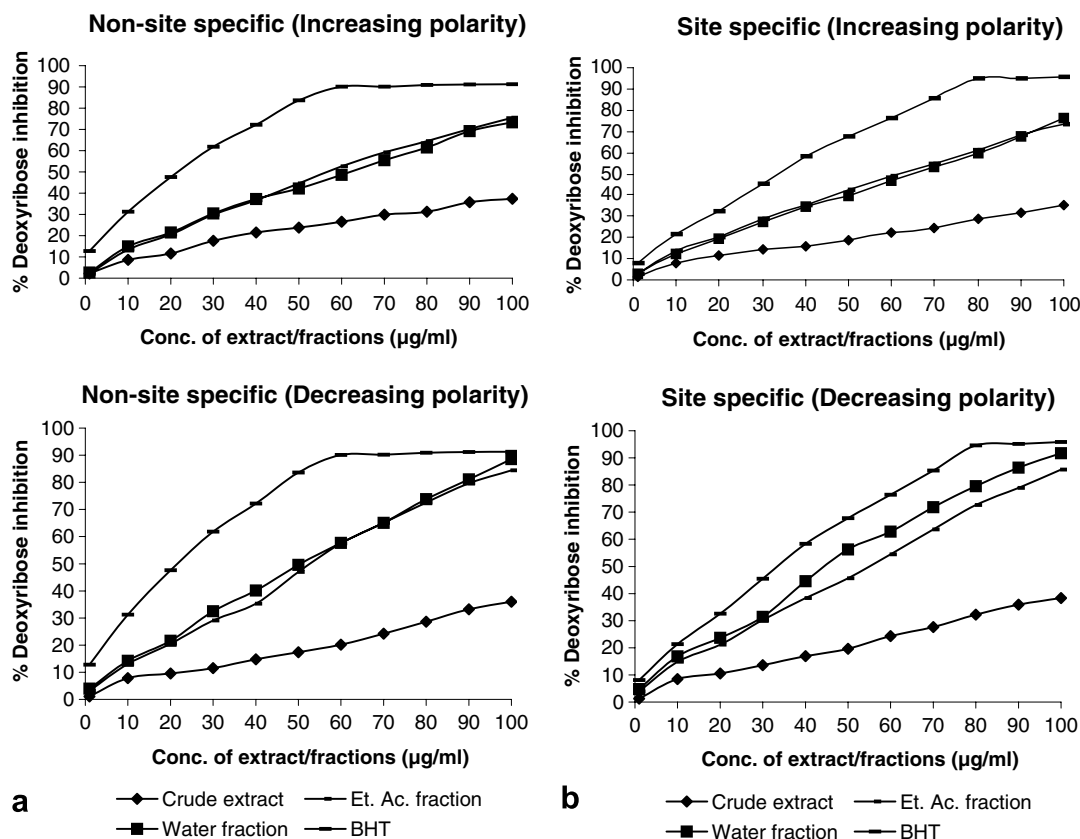 Non-site specific (Increasing polarity)
% Deoxyribose inhibition
100
90
80
70
60
50
40
30
20
10
0
0 10 20 30 40 50 60 70 80 90 100
Conc. of extract/fractions (µg/ml)
Site specific (Increasing polarity)
% Deoxyribose inhibition
100
90
80
70
60
50
40
30
20
10
0
0 10 20 30 40 50 60 70 80 90 100
Conc. of extract/fractions (µg/ml)
Non-site specific (Decreasing polarity)
% Deoxyribose inhibition
100
90
80
70
60
50
40
30
20
10
0
0 10 20 30 40 50 60 70 80 90 100
Conc. of extract/fractions (µg/ml)
Site specific (Decreasing polarity)
% Deoxyribose inhibition
100
90
80
70
60
50
40
30
20
10
0
0 10 20 30 40 50 60 70 80 90 100
Conc. of extract/fractions (µg/ml)
a
Crude extract Et. Ac. fraction
Water fraction BHT
b
Crude extract Et. Ac. fraction
Water fraction BHT